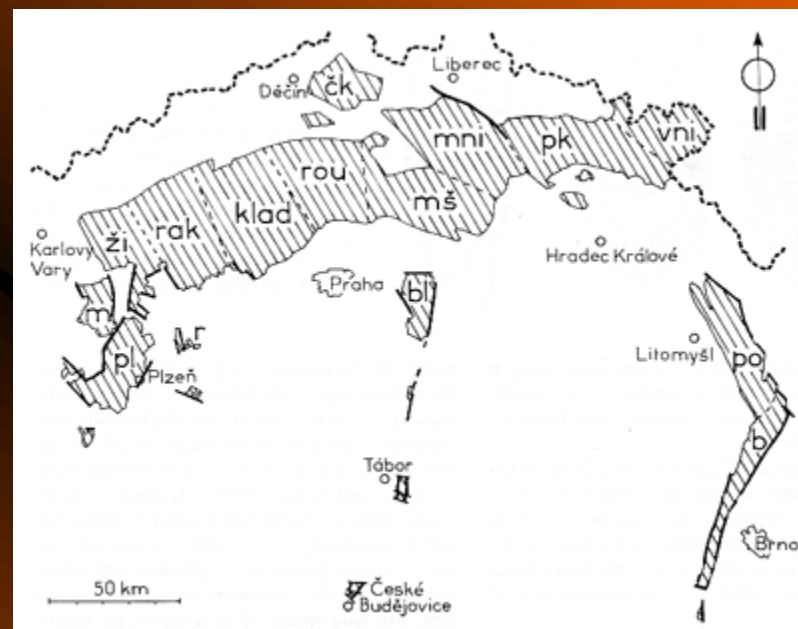 Liberec
Děčín
čk
mni
pk
vni
rou
mš
klad
rak
ži
Karlovy
Vary
Hradec Králové
Praha
bl
m
r
pl
Plzeň
Litomyšl
po
b
Tábor
Brno
50 km
České
Budějovice